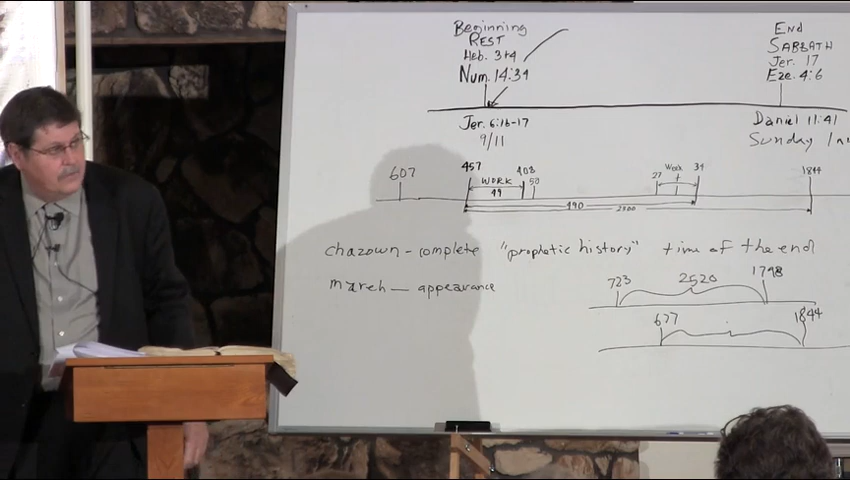 Beginning
REST
Heb. 3+4
Num. 14:34
End
SABBATH
Jer. 17
Eze. 4:6
Jer. 6:16-17
9/11
Daniel 11:41
Sunday
607
457
WORK
49
408
50
27
Work
34
1844
490
2300
chazown - complete "prophetic history" time of the end
mareh - appearance
723
2520
1798
677
1844